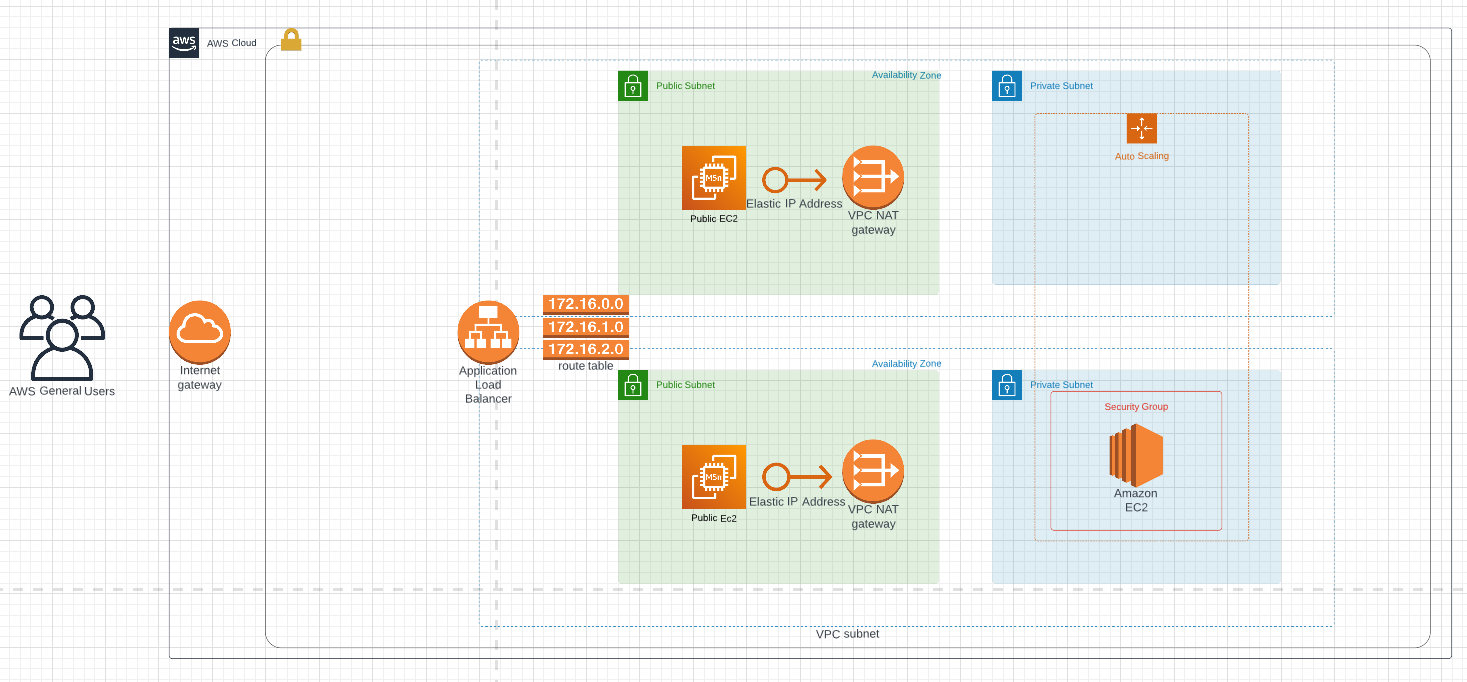 aws
AWS Cloud
Availability Zone
Public Subnet
Private Subnet
Auto Scaling
M5n
Public EC2
Elastic IP Address
VPC NAT
gateway
AWS General Users
Internet
gateway
Application
Load
Balancer
172.16.0.0
172.16.1.0
172.16.2.0
route table
Availability Zone
Public Subnet
Private Subnet
Security Group
M5n
Public Ec2
Elastic IP Address
VPC NAT
gateway
Amazon
EC2
VPC subnet